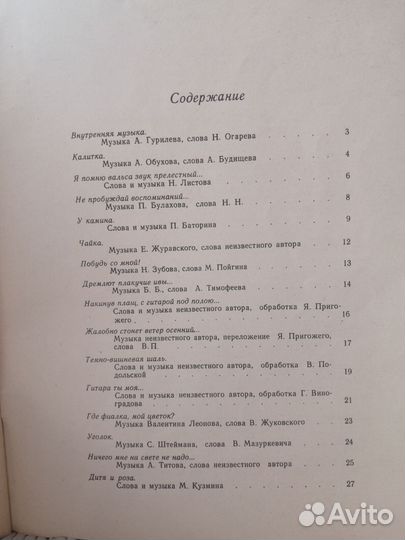 Содержание
Внутренняя музыка.
Музыка А. Гурилева, слова Н. Огарева . . . . . . 3
Калитка.
Музыка А. Обухова, слова А. Будищева . . . . . 4
Я помню вальса звук прелестный...
Слова и музыка Н. Листова . . . . . . . . 6
Не пробуждай воспоминаний...
Музыка П. Булахова, слова Н. Н. . . . . . . . 8
У камина.
Слова и музыка П. Баторина . . . . . . . . 9
Чайка.
Музыка Е. Журавского, слова неизвестного автора . . . . 12
Побудь со мной!
Музыка Н. Зубова, слова М. Пойгина . . . . . . 13
Дремлют плакучие ивы...
Музыка Б. Б., слова А. Тимофеева . . . . . . . 14
Накинув плащ, с гитарой под полою...
Слова и музыка неизвестного автора, обработка Я. Приго-
жего . . . . . . . . . . . . . . 16
Жалобно стонет ветер осенний...
Музыка неизвестного автора, переложение Я. Пригожего,
слова В.П. . . . . . . . . . . . . 17
Темно-вишневая шаль.
Слова и музыка неизвестного автора, обработка В. По-
дольской . . . . . . . . . . . . . 19
Гитара ты моя...
Слова и музыка неизвестного автора, обработка Г. Вино-
градова . . . . . . . . . . . . . 21
Где фиалка, мой цветок?
Музыка Валентина Леонова, слова В. Жуковского . . . . 23
Уголок.
Музыка С. Штеймана, слова В. Мазуркевича . . . . . 24
Ничего мне на свете не надо...
Музыка А. Титова, слова неизвестного автора . . . . . 25
Дитя и роза.
Слова и музыка М. Кузмина . . . . . . . . 27
Avito